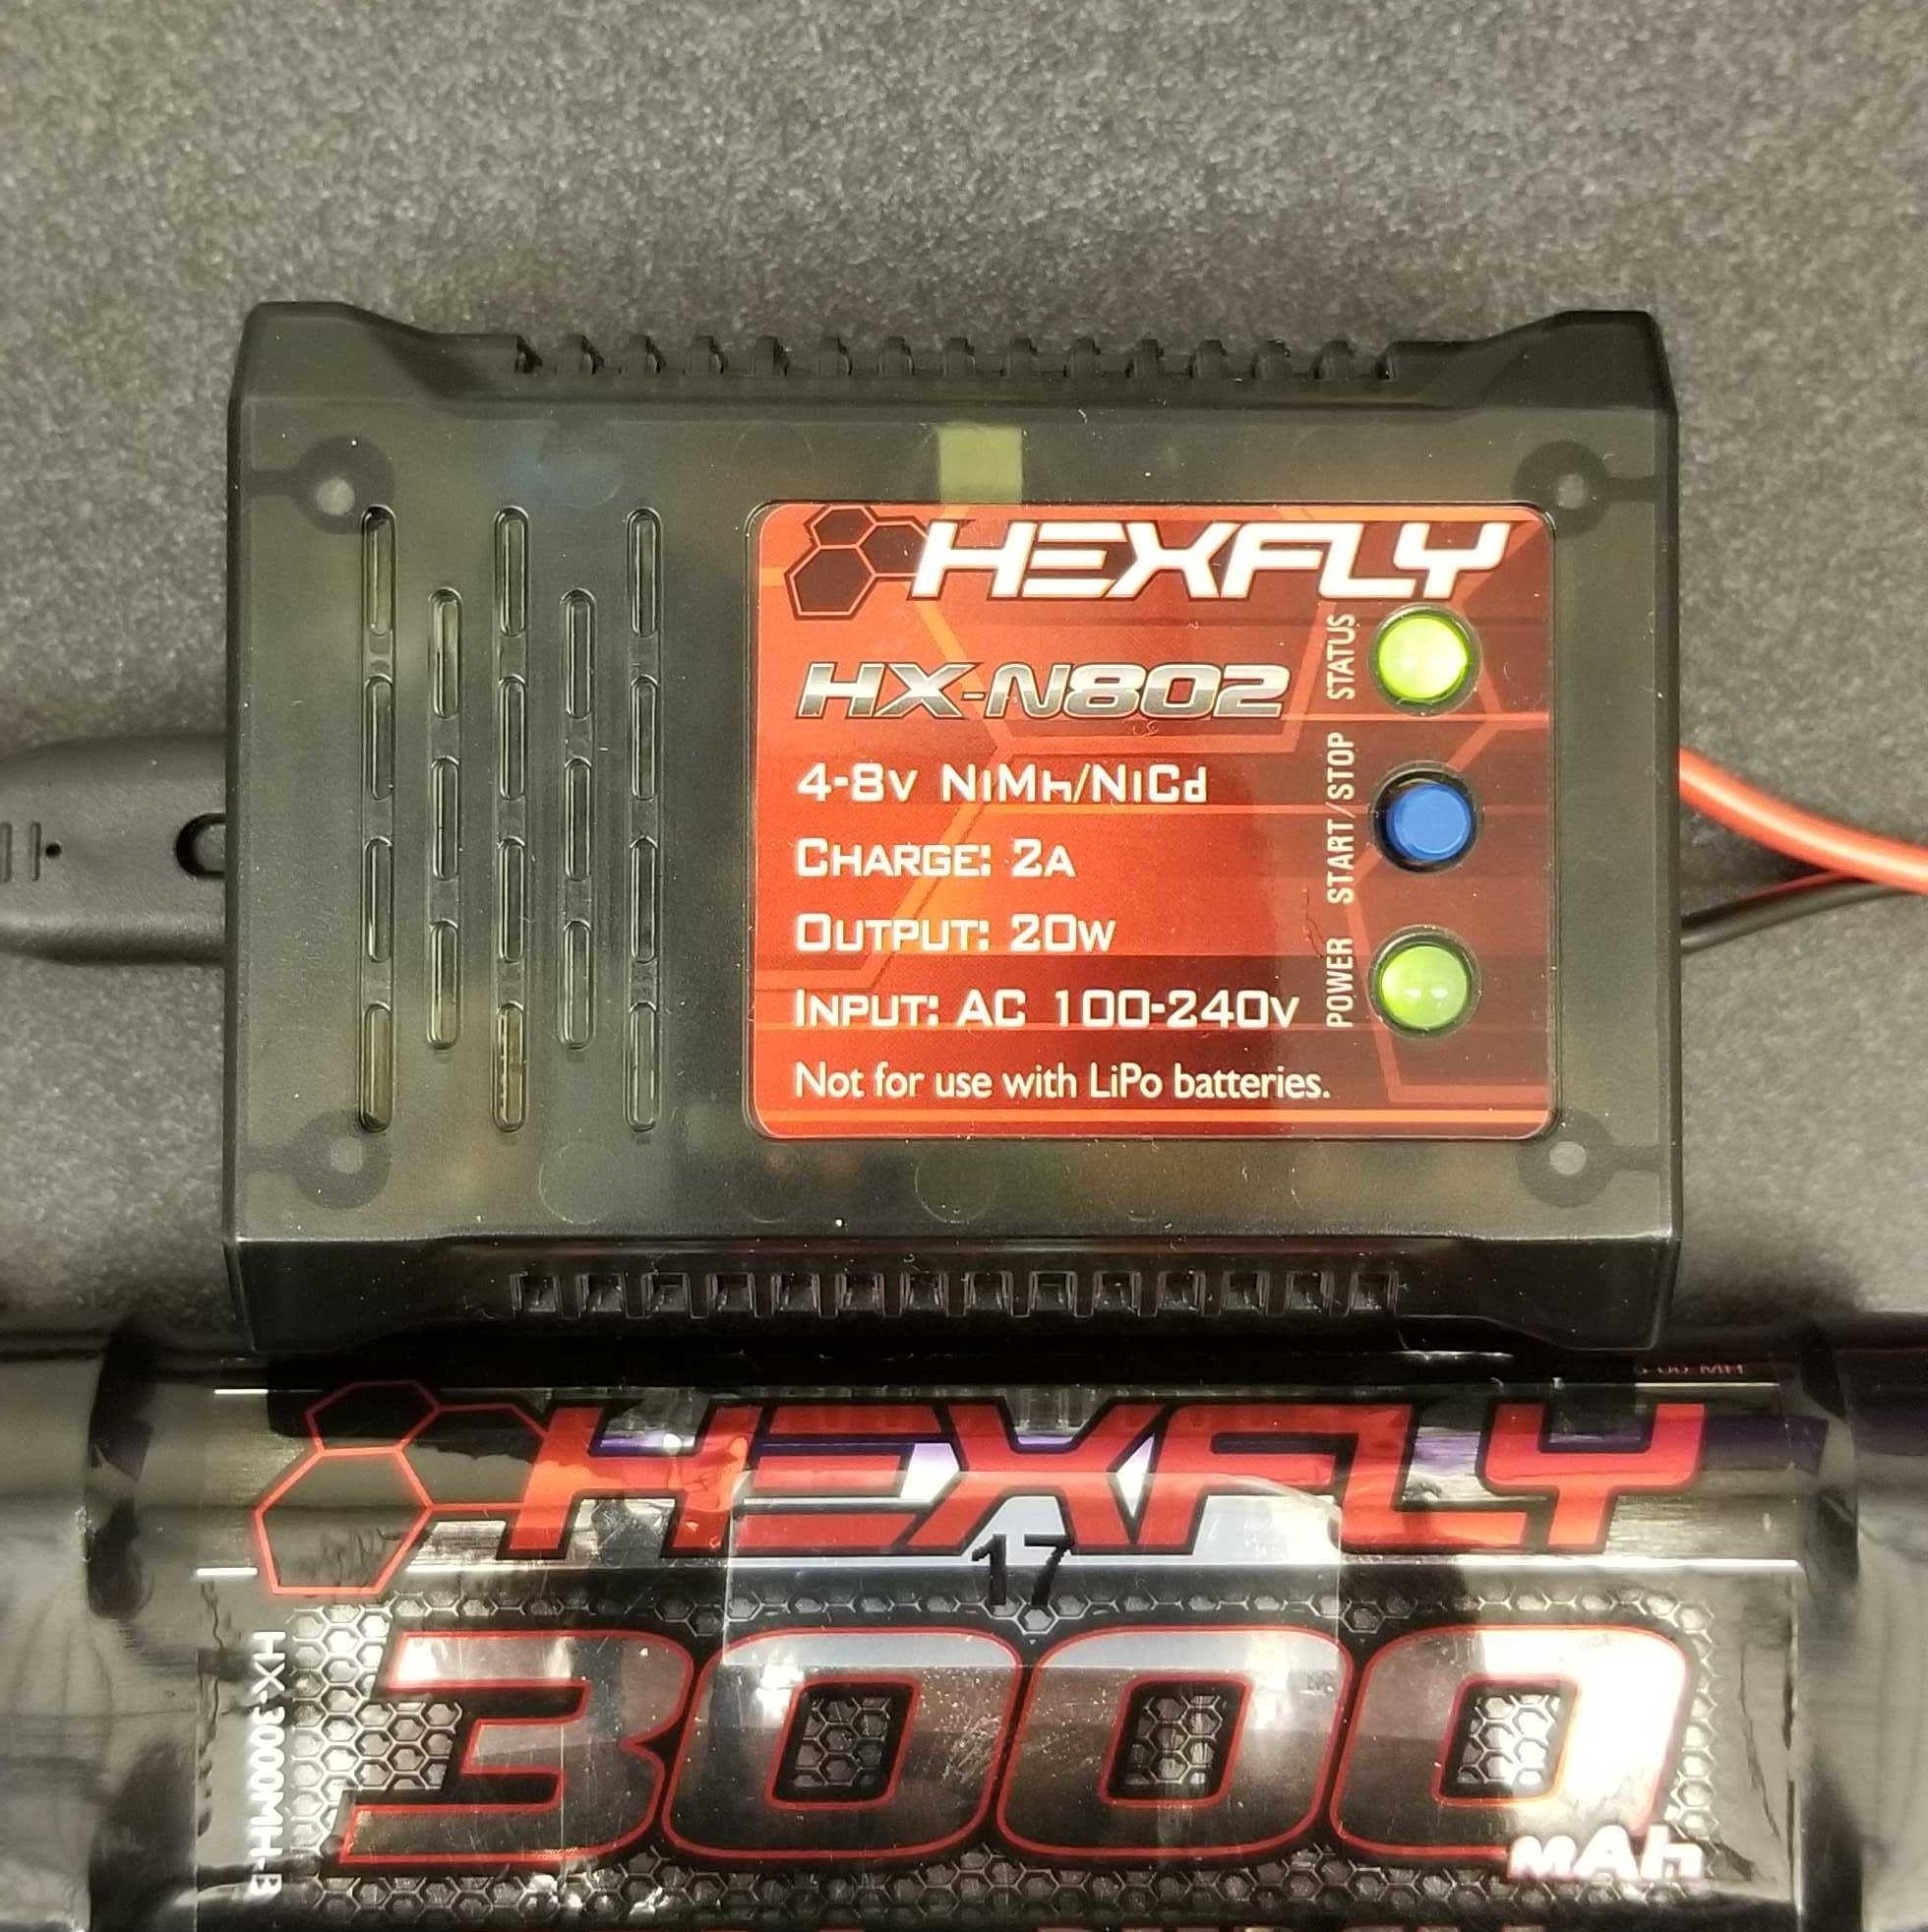 HEXFLY
HX-N802
4-8V NiMh/NiCd
CHARGE: 2A
OUTPUT: 20W
INPUT: AC 100-240V
Not for use with LiPo batteries.
STATUS
START/STOP
POWER
HEXFLY
17
3000
mAh
HX-3000MH-B